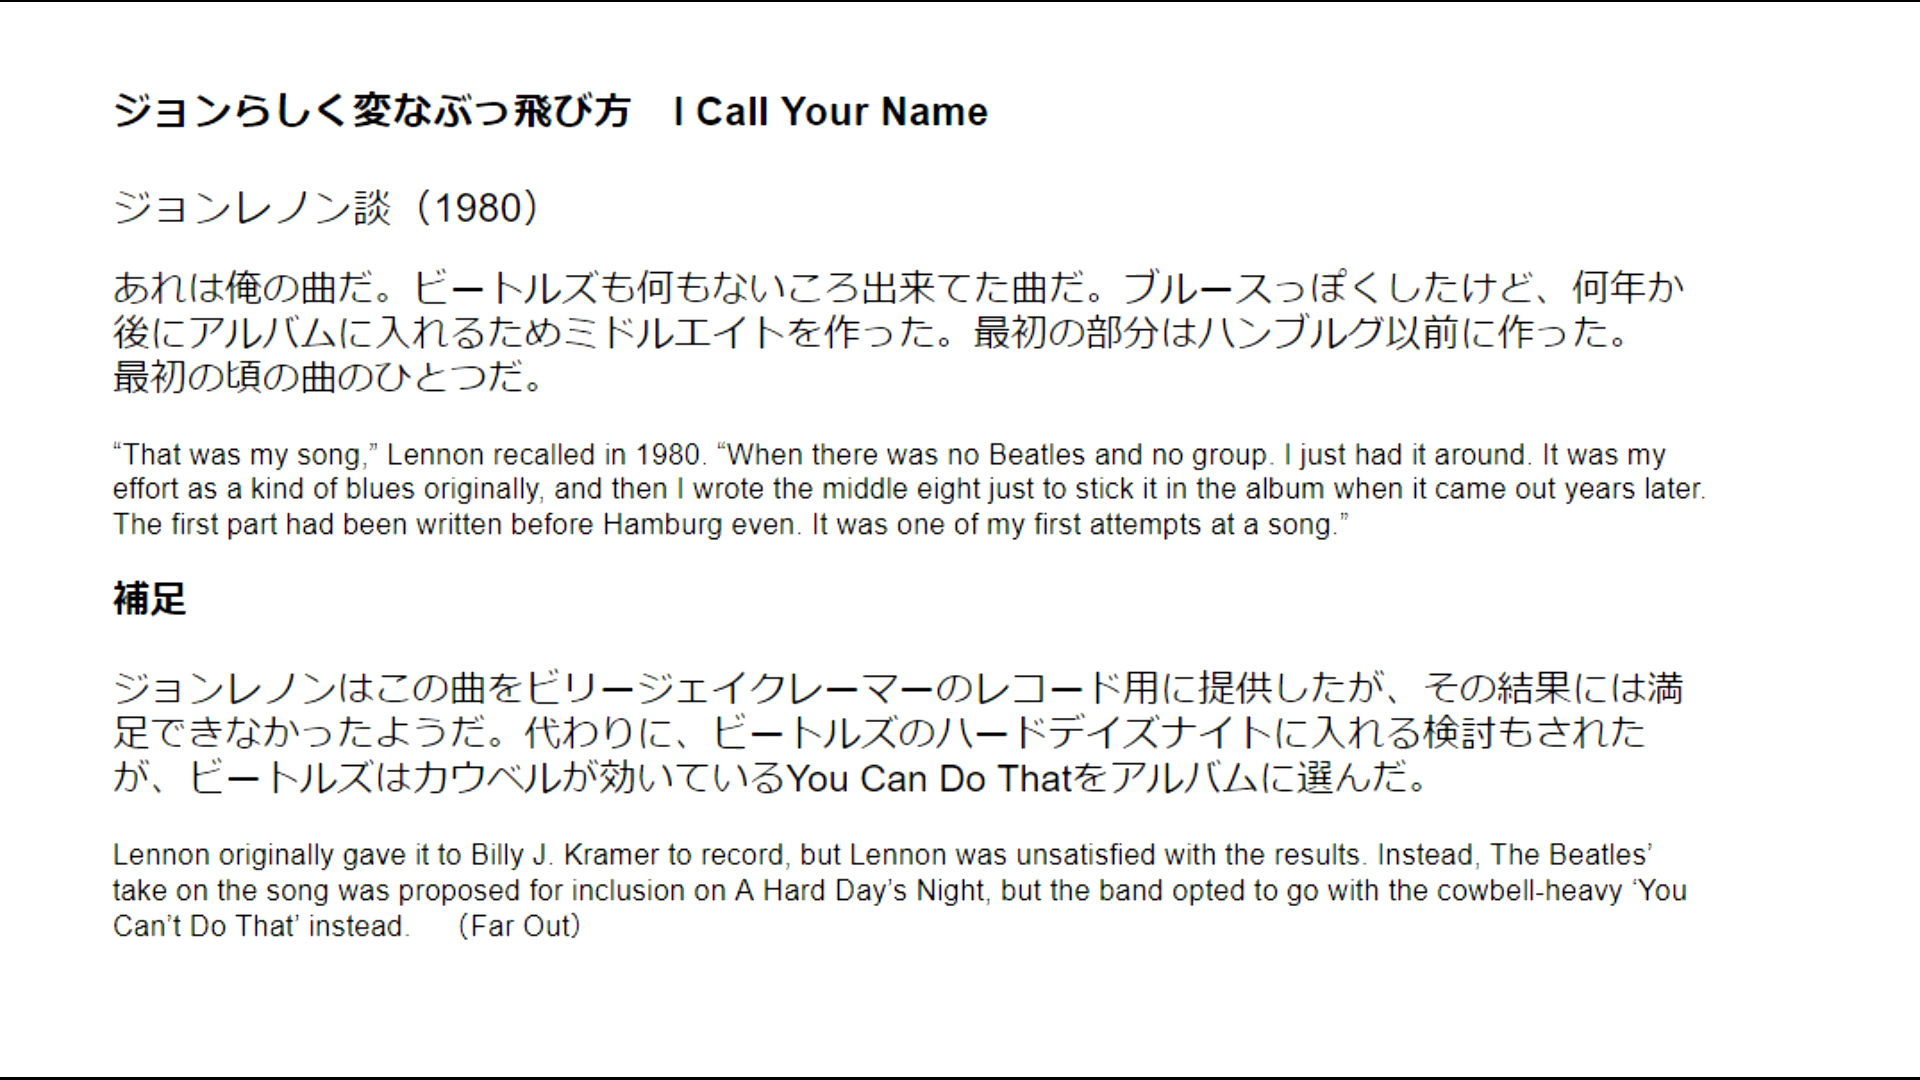 ジョンらしく変なぶっ飛び方　I Call Your Name
ジョンレノン談（1980）
あれは俺の曲だ。ビートルズも何もないころ出来てた曲だ。ブルースっぽくしたけど、何年か
後にアルバムに入れるためミドルエイトを作った。最初の部分はハンブルグ以前に作った。
最初の頃の曲のひとつだ。
“That was my song,” Lennon recalled in 1980. “When there was no Beatles and no group. I just had it around. It was my
effort as a kind of blues originally, and then I wrote the middle eight just to stick it in the album when it came out years later.
The first part had been written before Hamburg even. It was one of my first attempts at a song.”
補足
ジョンレノンはこの曲をビリージェイクレーマーのレコード用に提供したが、その結果には満
足できなかったようだ。代わりに、ビートルズのハードデイズナイトに入れる検討もされた
が、ビートルズはカウベルが効いているYou Can Do Thatをアルバムに選んだ。
Lennon originally gave it to Billy J. Kramer to record, but Lennon was unsatisfied with the results. Instead, The Beatles’
take on the song was proposed for inclusion on A Hard Day’s Night, but the band opted to go with the cowbell-heavy ‘You
Can’t Do That’ instead.　（Far Out）